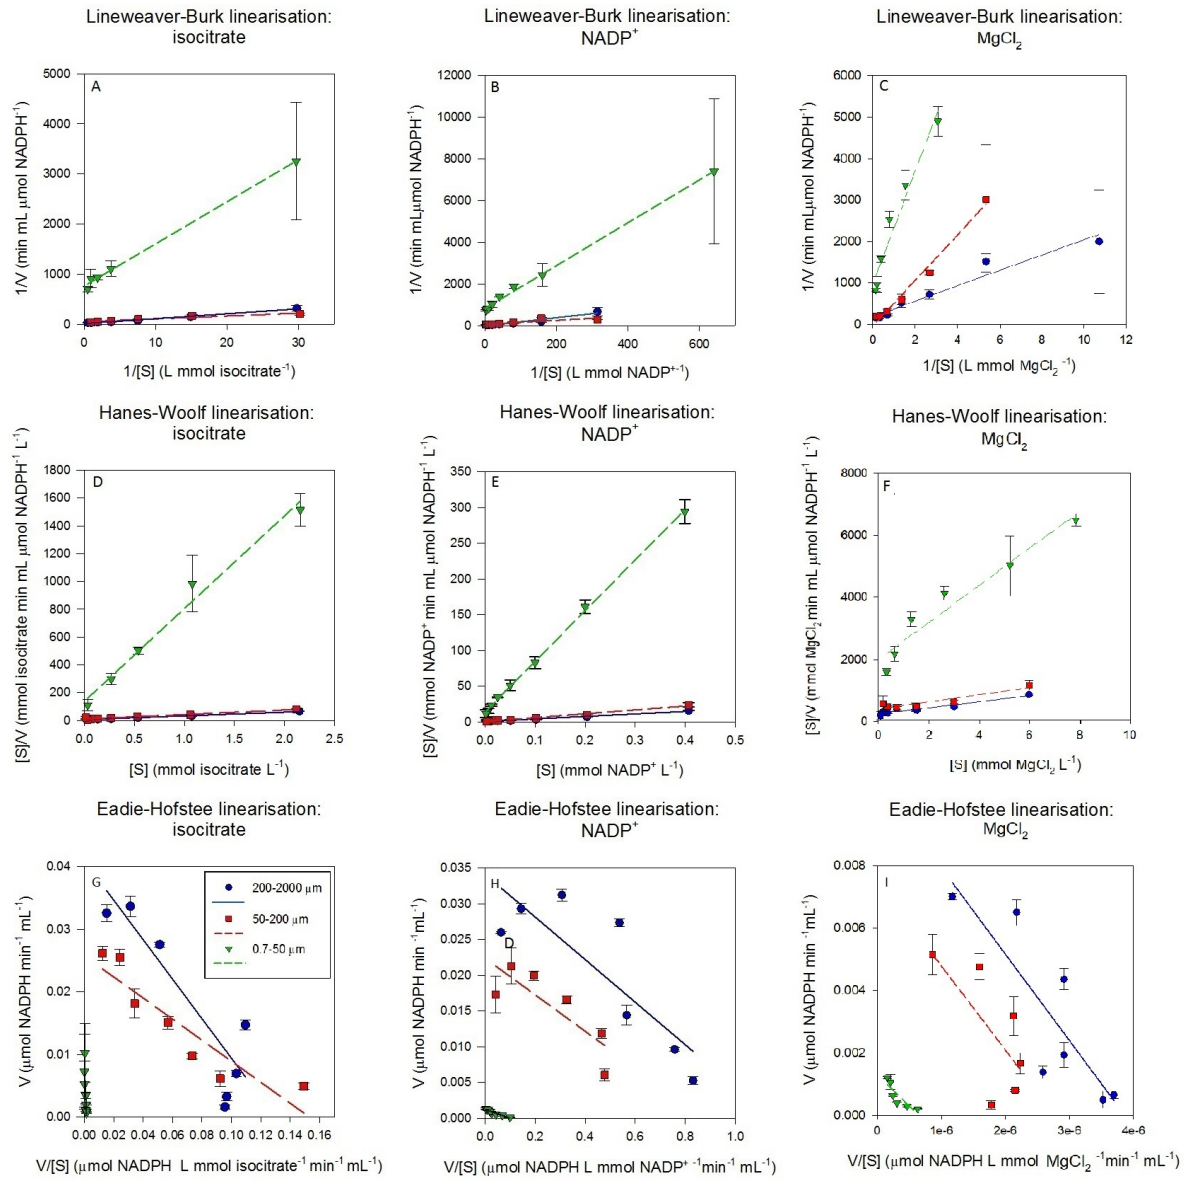 Lineweaver-Burk linearisation:
isocitrate
Lineweaver-Burk linearisation:
NADP⁺
Lineweaver-Burk linearisation:
MgCl₂
A
1/V (min mL μmol NADPH⁻¹)
5000
4000
3000
2000
1000
0
0 10 20 30
1/[S] (L mmol isocitrate⁻¹)
B
1/V (min mLμmol NADPH⁻¹)
12000
10000
8000
6000
4000
2000
0
0 200 400 600
1/[S] (L mmol NADP⁺⁻¹)
C
1/V (min mLμmol NADPH⁻¹)
6000
5000
4000
3000
2000
1000
0
0 2 4 6 8 10 12
1/[S] (L mmol MgCl₂ ⁻¹)
Hanes-Woolf linearisation:
isocitrate
Hanes-Woolf linearisation:
NADP⁺
Hanes-Woolf linearisation:
MgCl₂
D
[S]/V (mmol isocitrate min mL μmol NADPH⁻¹ L⁻¹)
1800
1600
1400
1200
1000
800
600
400
200
0
0.0 0.5 1.0 1.5 2.0 2.5
[S] (mmol isocitrate L⁻¹)
E
[S]/V (mmol NADP⁺ min mL μmol NADPH⁻¹ L⁻¹)
350
300
250
200
150
100
50
0
0.0 0.1 0.2 0.3 0.4 0.5
[S] (mmol NADP⁺ L⁻¹)
F
[S]/V (mmol MgCl₂min mL μmol NADPH⁻¹ L⁻¹)
8000
6000
4000
2000
0
0 2 4 6 8 10
[S] (mmol MgCl₂ L⁻¹)
Eadie-Hofstee linearisation:
isocitrate
Eadie-Hofstee linearisation:
NADP⁺
Eadie-Hofstee linearisation:
MgCl₂
G
V (μmol NADPH min⁻¹ mL⁻¹)
0.04
0.03
0.02
0.01
0.00
200-2000 μm
50-200 μm
0.7-50 μm
0.00 0.02 0.04 0.06 0.08 0.10 0.12 0.14 0.16
V/[S] (μmol NADPH L mmol isocitrate⁻¹ min⁻¹ mL⁻¹)
H
D
V (μmol NADPH min⁻¹ mL⁻¹)
0.035
0.030
0.025
0.020
0.015
0.010
0.005
0.000
0.0 0.2 0.4 0.6 0.8 1.0
V/[S] (μmol NADPH L mmol NADP⁺ ⁻¹min⁻¹ mL⁻¹)
I
V (μmol NADPH min⁻¹ mL⁻¹)
0.008
0.006
0.004
0.002
0.000
0 1e-6 2e-6 3e-6 4e-6
V/[S] (μmol NADPH L mmol MgCl₂ ⁻¹min⁻¹ mL⁻¹)